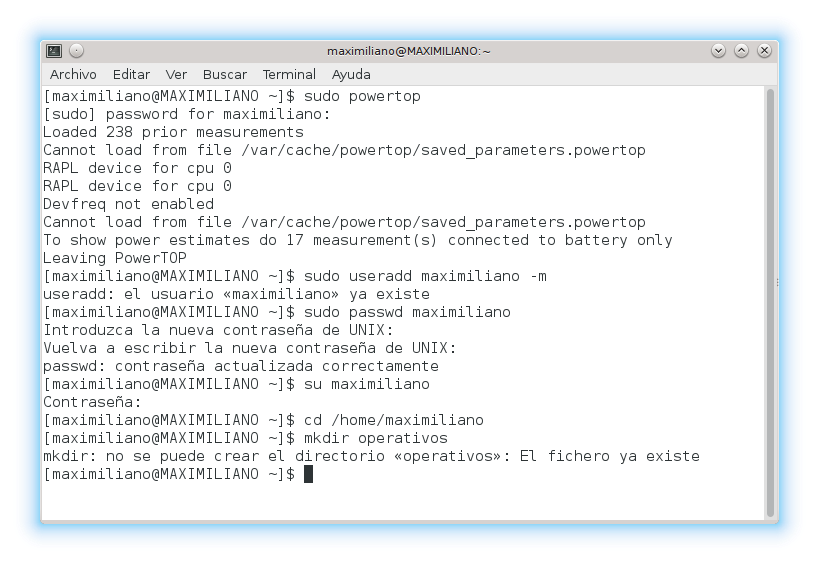 maximiliano@MAXIMILIANO:~
Archivo Editar Ver Buscar Terminal Ayuda
[maximiliano@MAXIMILIANO ~]$ sudo powertop
[sudo] password for maximiliano:
Loaded 238 prior measurements
Cannot load from file /var/cache/powertop/saved_parameters.powertop
RAPL device for cpu 0
RAPL device for cpu 0
Devfreq not enabled
Cannot load from file /var/cache/powertop/saved_parameters.powertop
To show power estimates do 17 measurement(s) connected to battery only
Leaving PowerTOP
[maximiliano@MAXIMILIANO ~]$ sudo useradd maximiliano -m
useradd: el usuario «maximiliano» ya existe
[maximiliano@MAXIMILIANO ~]$ sudo passwd maximiliano
Introduzca la nueva contraseña de UNIX:
Vuelva a escribir la nueva contraseña de UNIX:
passwd: contraseña actualizada correctamente
[maximiliano@MAXIMILIANO ~]$ su maximiliano
Contraseña:
[maximiliano@MAXIMILIANO ~]$ cd /home/maximiliano
[maximiliano@MAXIMILIANO ~]$ mkdir operativos
mkdir: no se puede crear el directorio «operativos»: El fichero ya existe
[maximiliano@MAXIMILIANO ~]$